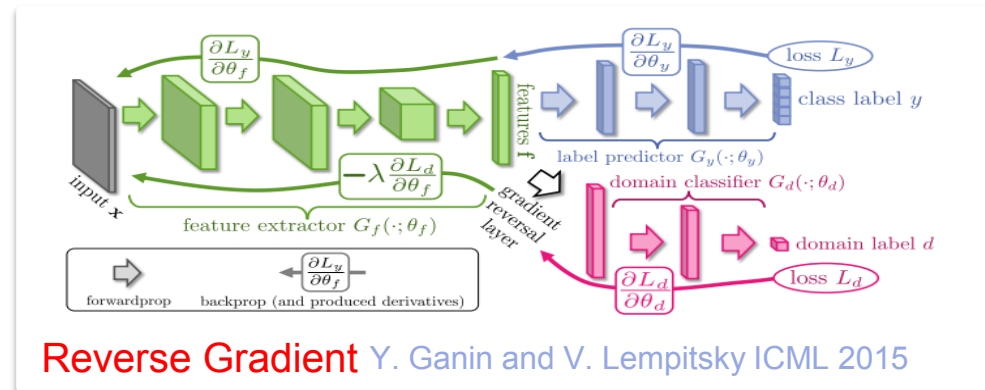 ∂L_y/∂θ_f
∂L_y/∂θ_y
loss L_y
class label y
features f
label predictor G_y(·;θ_y)
input x
−λ ∂L_d/∂θ_f
feature extractor G_f(·;θ_f)
gradient
reversal
layer
domain classifier G_d(·;θ_d)
domain label d
∂L_d/∂θ_d
loss L_d
forwardprop
∂L_y/∂θ_f
backprop (and produced derivatives)
Reverse Gradient Y. Ganin and V. Lempitsky ICML 2015